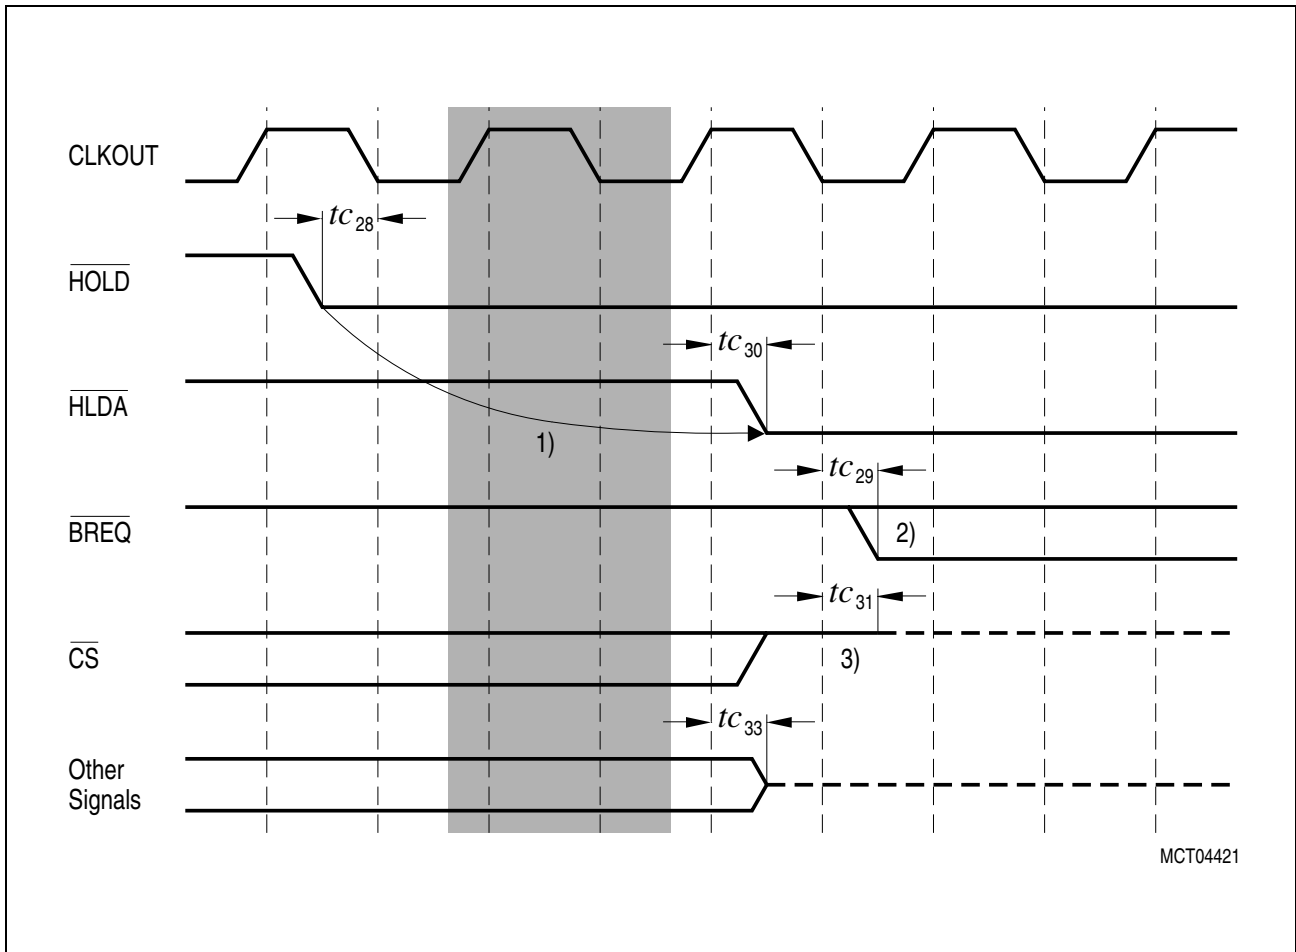 CLKOUT
tc28
HOLD
tc30
HLDA
1)
tc29
BREQ
2)
tc31
CS
3)
tc33
Other
Signals
MCT04421